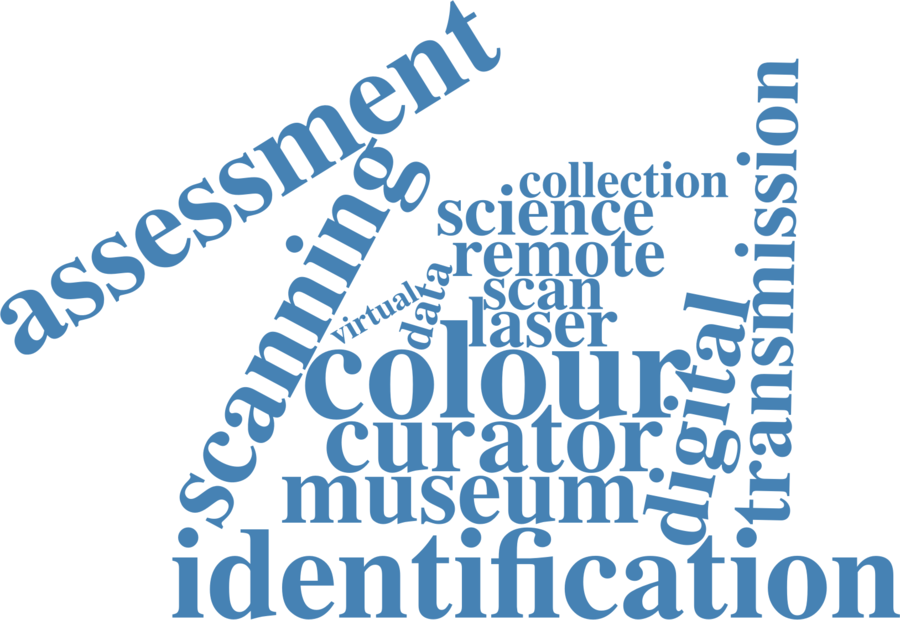 assessment
scanning
collection
science
remote
scan
virtual
data
laser
colour
curator
museum
digital
transmission
identification